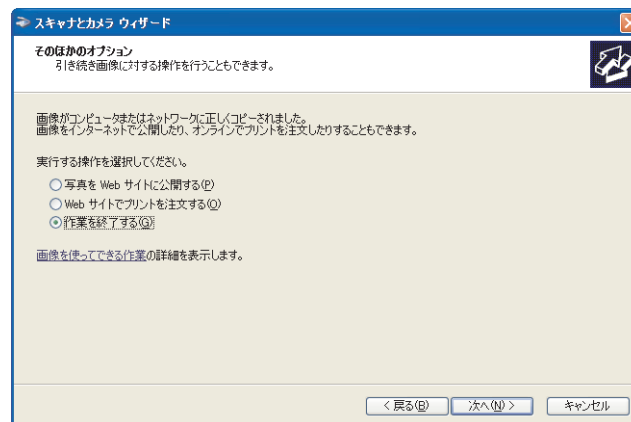 スキャナとカメラ ウィザード
そのほかのオプション
引き続き画像に対する操作を行うこともできます。
画像がコンピュータまたはネットワークに正しくコピーされました。
画像をインターネットで公開したり、オンラインでプリントを注文したりすることもできます。
実行する操作を選択してください。
写真を Web サイトに公開する(P)
Web サイトでプリントを注文する(O)
作業を終了する(G)
画像を使ってできる作業の詳細を表示します。
< 戻る(B) 次へ(N) > キャンセル